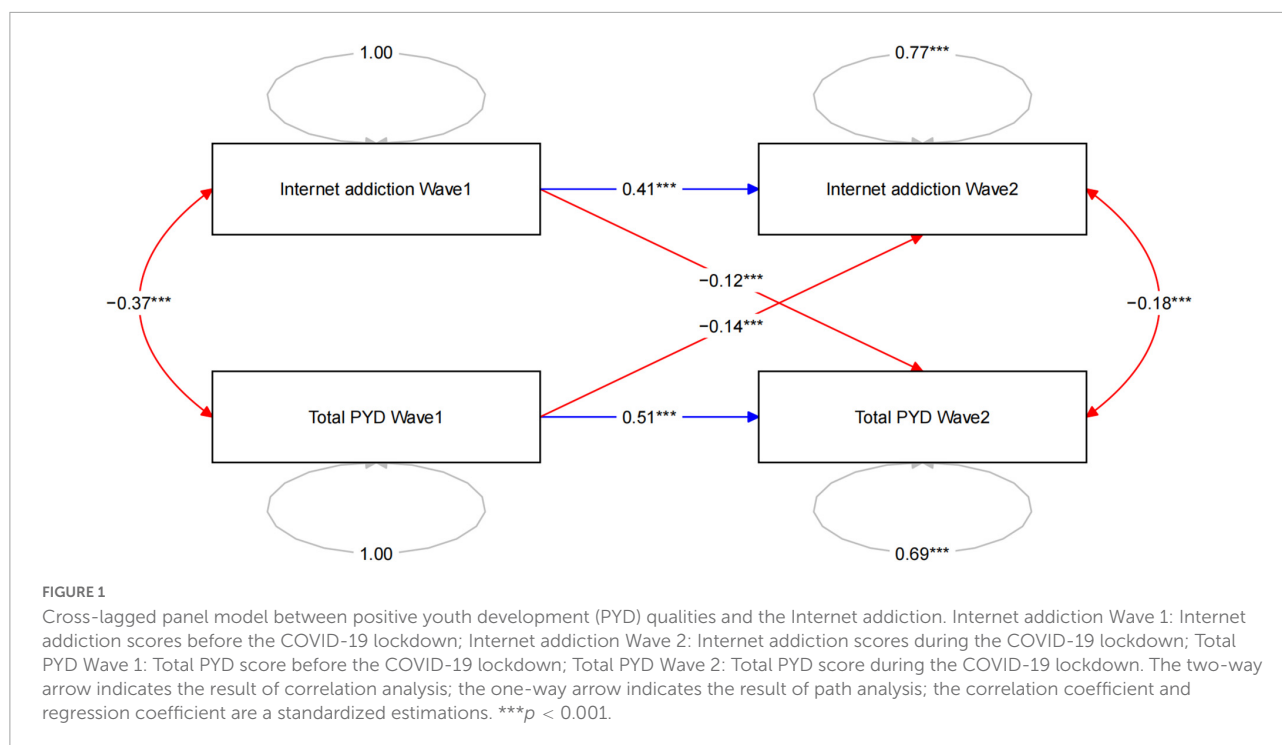 1.00
0.77***
Internet addiction Wave1
0.41***
Internet addiction Wave2
−0.12***
−0.37***
−0.18***
−0.14***
Total PYD Wave1
0.51***
Total PYD Wave2
1.00
0.69***
FIGURE 1
Cross-lagged panel model between positive youth development (PYD) qualities and the Internet addiction. Internet addiction Wave 1: Internet
addiction scores before the COVID-19 lockdown; Internet addiction Wave 2: Internet addiction scores during the COVID-19 lockdown; Total
PYD Wave 1: Total PYD score before the COVID-19 lockdown; Total PYD Wave 2: Total PYD score during the COVID-19 lockdown. The two-way
arrow indicates the result of correlation analysis; the one-way arrow indicates the result of path analysis; the correlation coefficient and
regression coefficient are a standardized estimations. ***p < 0.001.